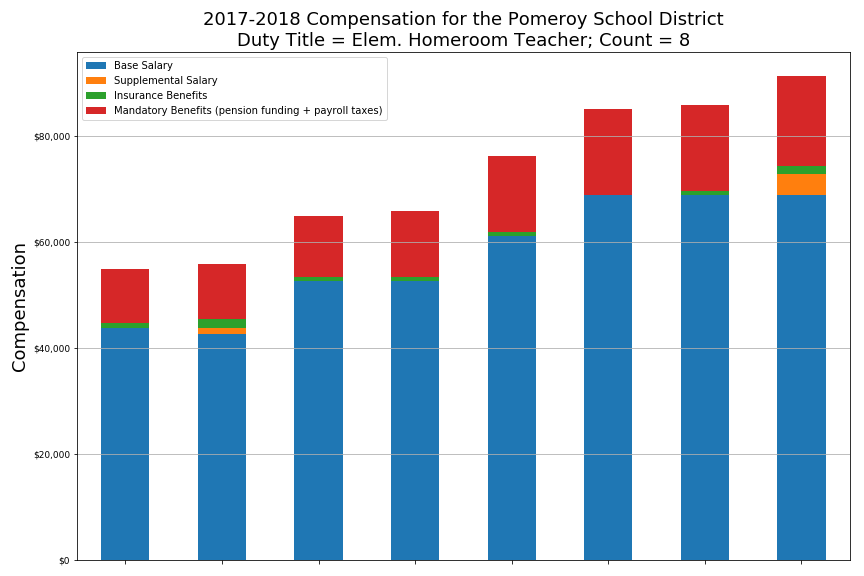 2017-2018 Compensation for the Pomeroy School District
Duty Title = Elem. Homeroom Teacher; Count = 8
Base Salary
Supplemental Salary
Insurance Benefits
Mandatory Benefits (pension funding + payroll taxes)
$80,000
$60,000
$40,000
$20,000
$0
Compensation